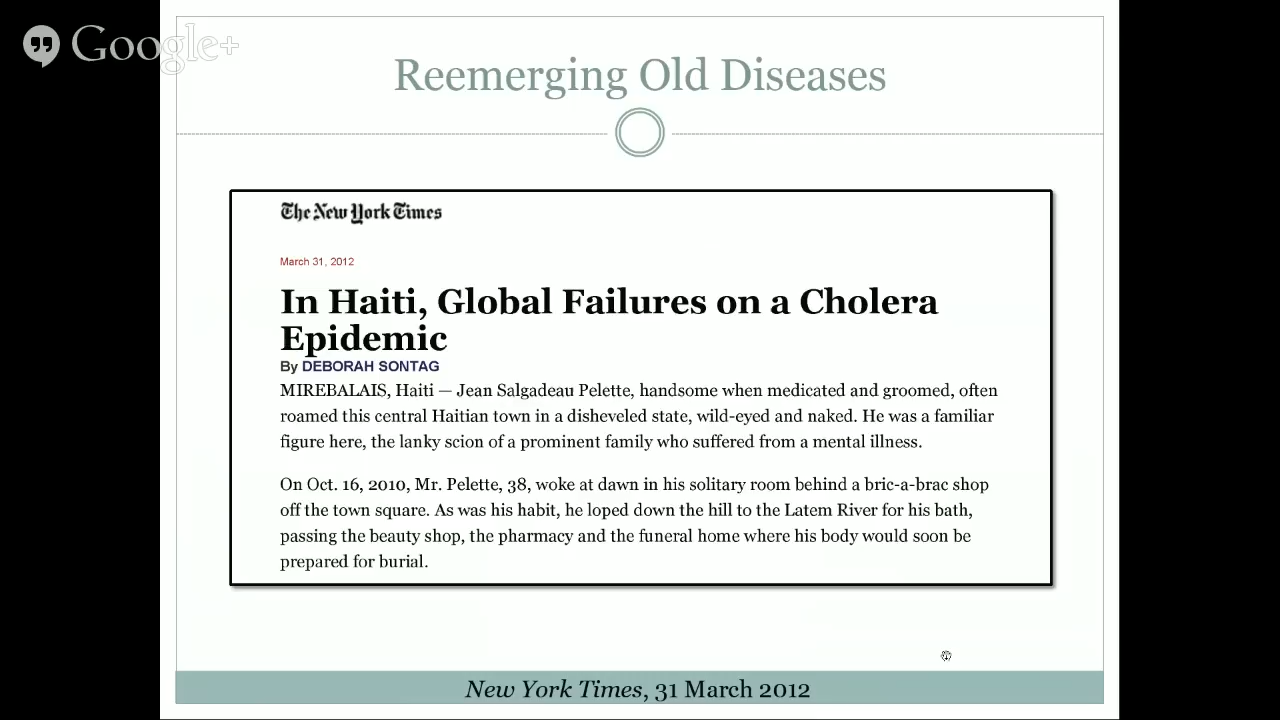 Google+
Reemerging Old Diseases
The New York Times
March 31, 2012
In Haiti, Global Failures on a Cholera
Epidemic
By DEBORAH SONTAG
MIREBALAIS, Haiti — Jean Salgadeau Pelette, handsome when medicated and groomed, often
roamed this central Haitian town in a disheveled state, wild-eyed and naked. He was a familiar
figure here, the lanky scion of a prominent family who suffered from a mental illness.
On Oct. 16, 2010, Mr. Pelette, 38, woke at dawn in his solitary room behind a bric-a-brac shop
off the town square. As was his habit, he loped down the hill to the Latem River for his bath,
passing the beauty shop, the pharmacy and the funeral home where his body would soon be
prepared for burial.
New York Times, 31 March 2012